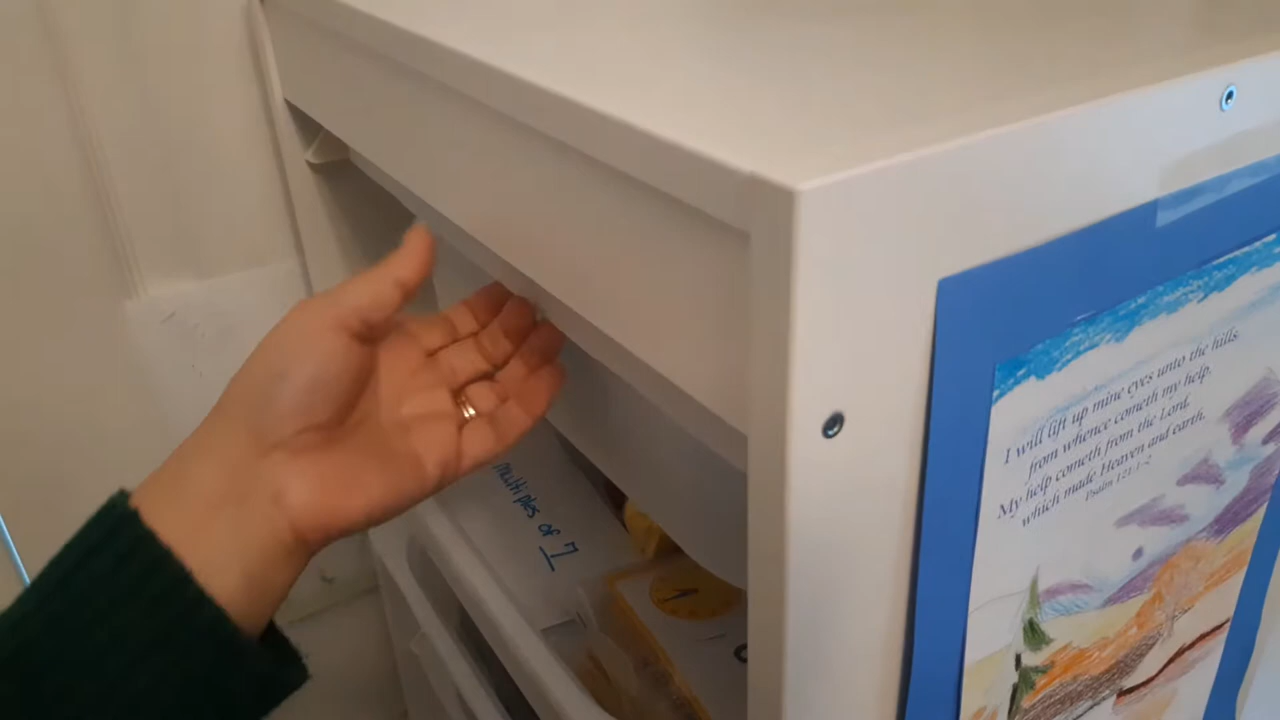 multiples of 7
I will lift up mine eyes unto the hills
from whence cometh my help.
My help cometh from the Lord,
which made Heaven and earth.
Psalm 121:1-2